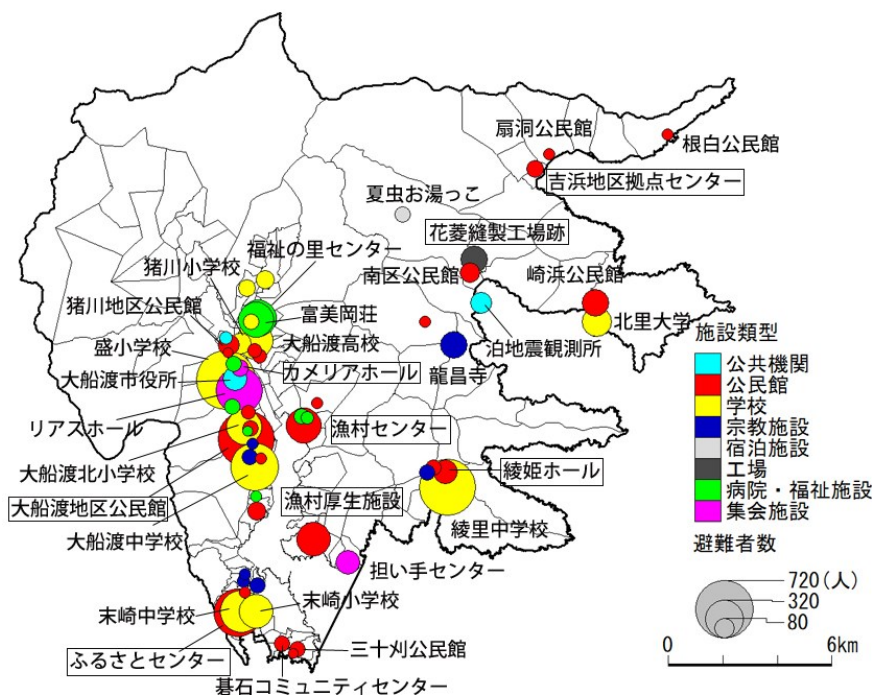 扇洞公民館
根白公民館
吉浜地区拠点センター
夏虫お湯っこ
花菱縫製工場跡
福祉の里センター
猪川小学校
南区公民館
崎浜公民館
猪川地区公民館
富美岡荘
北里大学
盛小学校
大船渡高校
泊地震観測所
大船渡市役所
カメリアホール
龍昌寺
リアスホール
漁村センター
大船渡北小学校
綾姫ホール
大船渡地区公民館
漁村厚生施設
大船渡中学校
綾里中学校
担い手センター
末崎中学校
末崎小学校
ふるさとセンター
三十刈公民館
碁石コミュニティセンター
施設類型
公共機関
公民館
学校
宗教施設
宿泊施設
工場
病院・福祉施設
集会施設
避難者数
720(人)
320
80
0 6km